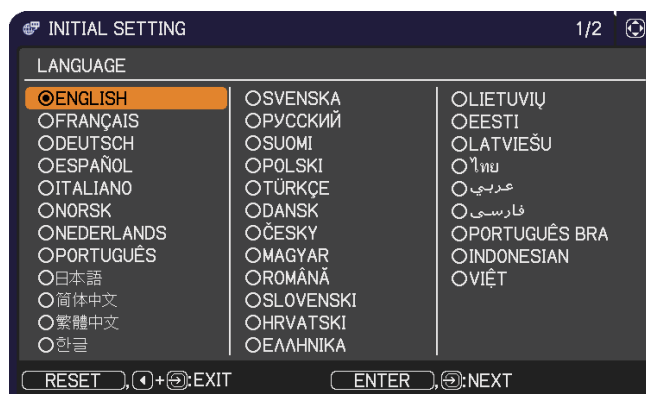 INITIAL SETTING 1/2
LANGUAGE
ENGLISH
FRANÇAIS
DEUTSCH
ESPAÑOL
ITALIANO
NORSK
NEDERLANDS
PORTUGUÊS
日本語
简体中文
繁體中文
한글
SVENSKA
РУССКИЙ
SUOMI
POLSKI
TÜRKÇE
DANSK
ČESKY
MAGYAR
ROMÂNĂ
SLOVENSKI
HRVATSKI
ΕΛΛΗΝΙΚΑ
LIETUVIŲ
EESTI
LATVIEŠU
ไทย
عربي
فارسى
PORTUGUÊS BRA
INDONESIAN
VIỆT
RESET ,+:EXIT ENTER ,:NEXT